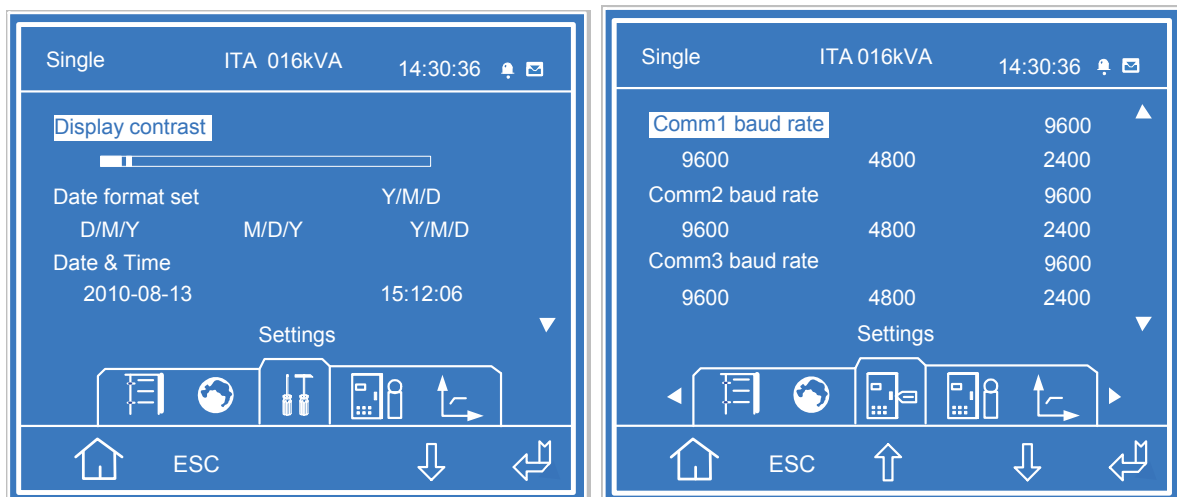 Single ITA 016kVA 14:30:36
Display contrast
Date format set Y/M/D
D/M/Y M/D/Y Y/M/D
Date & Time
2010-08-13 15:12:06
Settings
ESC
Single ITA 016kVA 14:30:36
Comm1 baud rate 9600
9600 4800 2400
Comm2 baud rate 9600
9600 4800 2400
Comm3 baud rate 9600
9600 4800 2400
Settings
ESC